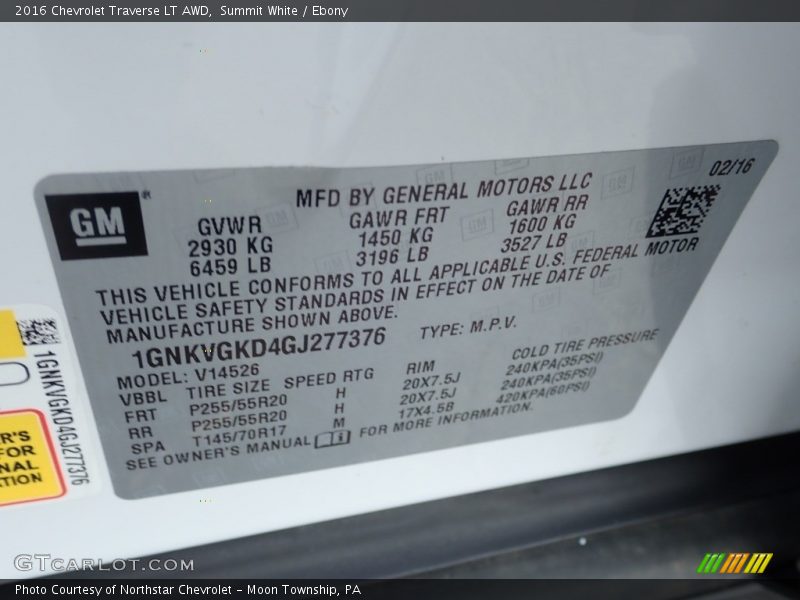 2016 Chevrolet Traverse LT AWD, Summit White / Ebony
02/16
MFD BY GENERAL MOTORS LLC
GM®
GVWR GAWR FRT GAWR RR
2930 KG 1450 KG 1600 KG
6459 LB 3196 LB 3527 LB
THIS VEHICLE CONFORMS TO ALL APPLICABLE U.S. FEDERAL MOTOR
VEHICLE SAFETY STANDARDS IN EFFECT ON THE DATE OF
MANUFACTURE SHOWN ABOVE.
1GNKVGKD4GJ277376 TYPE: M.P.V.
MODEL: V14526
VBBL TIRE SIZE SPEED RTG RIM COLD TIRE PRESSURE
FRT P255/55R20 H 20X7.5J 240KPA(35PSI)
RR P255/55R20 H 20X7.5J 240KPA(35PSI)
SPA T145/70R17 M 17X4.5B 420KPA(60PSI)
SEE OWNER'S MANUAL FOR MORE INFORMATION.
1GNKVGKD4GJ277376
R'S
FOR
NAL
TION
GTcarlot.com
Photo Courtesy of Northstar Chevrolet - Moon Township, PA